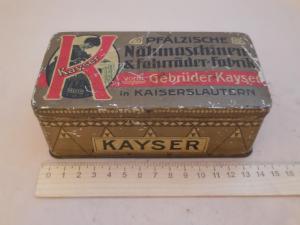 PFÄLZISCHE
Nähmaschinen
& Fahrräder-Fabrik
vorm. Gebrüder Kayser
in KAISERSLAUTERN
Kayser
KAYSER
0 1 2 3 4 5 6 7 8 9 10 11 12 13 14 15 16